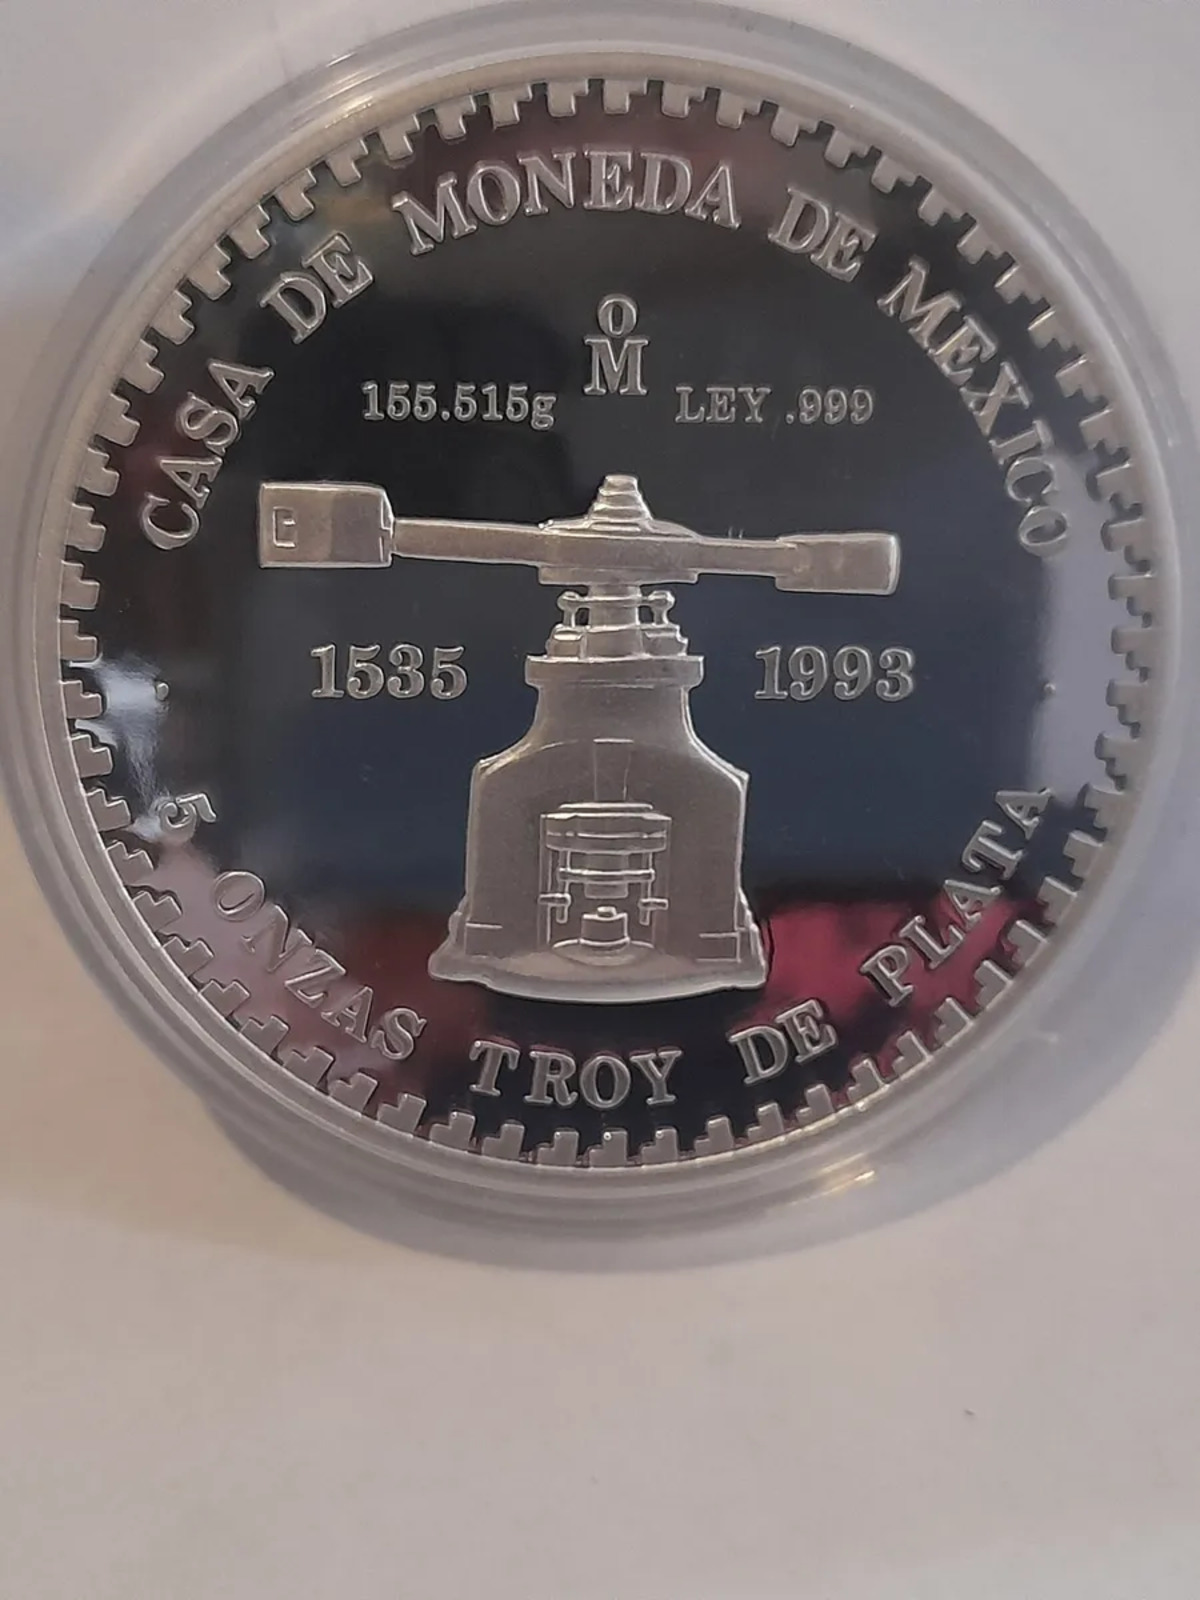 CASA DE MONEDA DE MEXICO
O
M
155.515g
LEY .999
1535
1993
5 ONZAS TROY DE PLATA